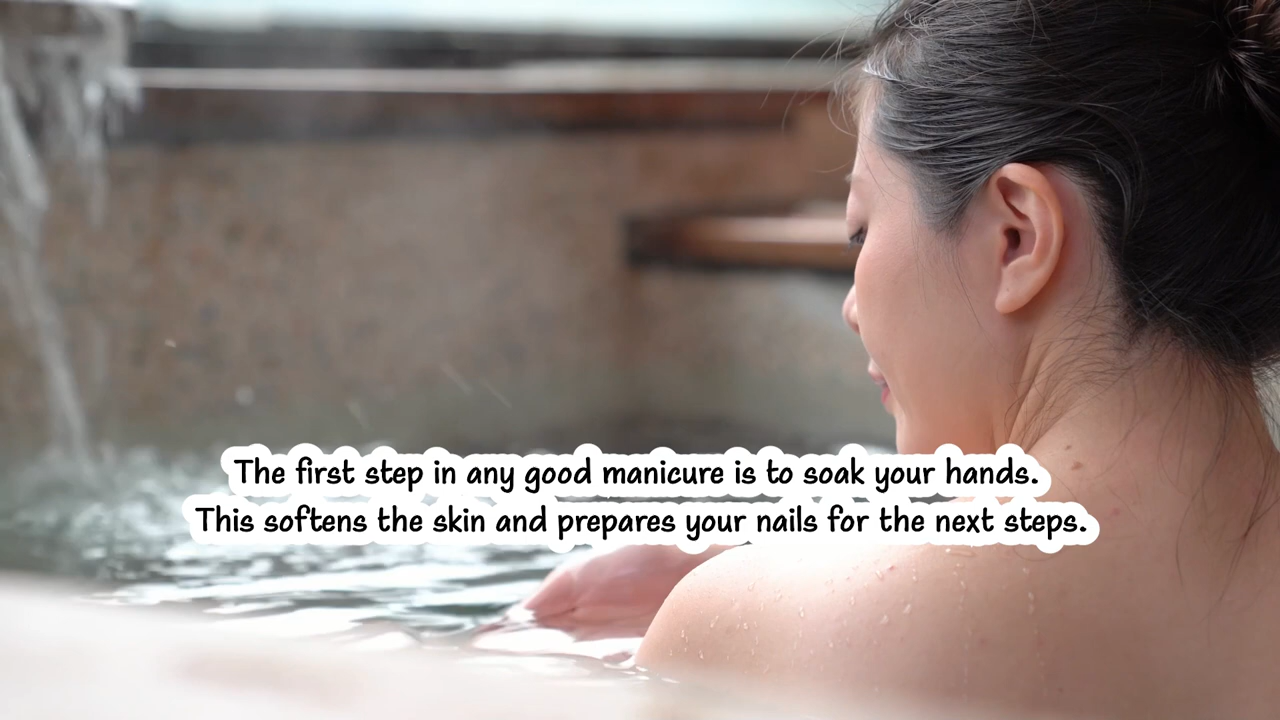 The first step in any good manicure is to soak your hands.
This softens the skin and prepares your nails for the next steps.